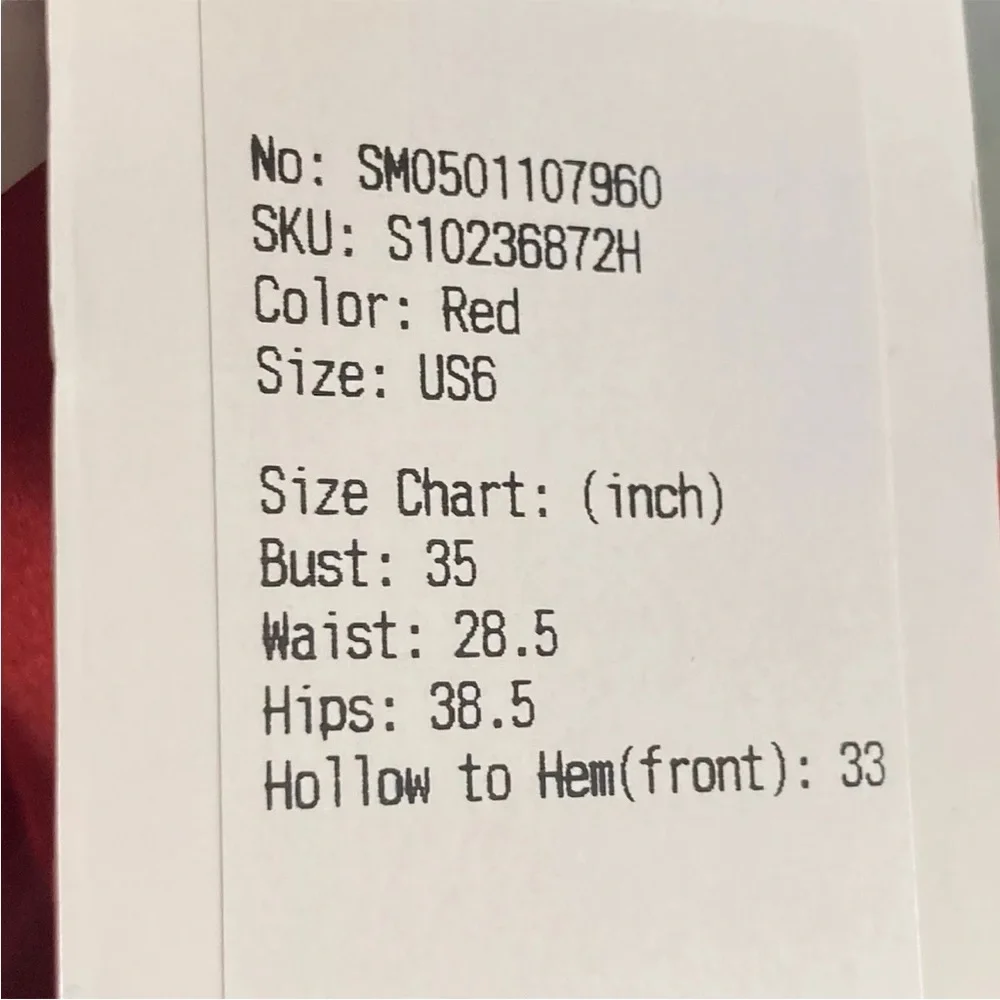 No: SM0501107960
SKU: S10236872H
Color: Red
Size: US6
Size Chart: (inch)
Bust: 35
Waist: 28.5
Hips: 38.5
Hollow to Hem(front): 33